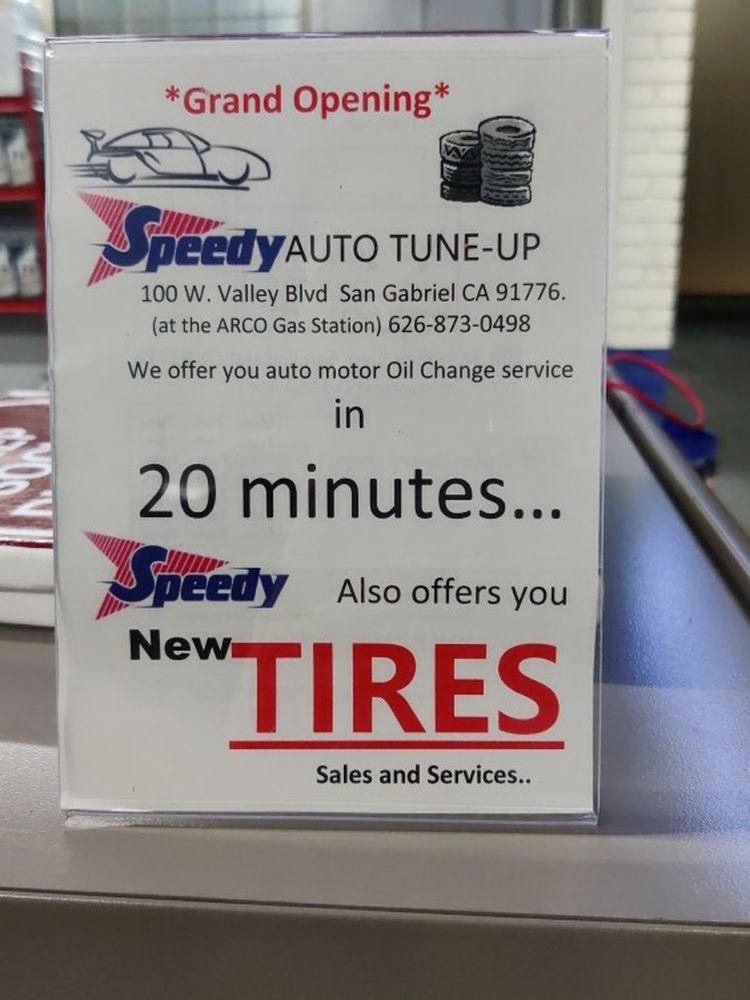 *Grand Opening*
Speedy AUTO TUNE-UP
100 W. Valley Blvd San Gabriel CA 91776.
(at the ARCO Gas Station) 626-873-0498
We offer you auto motor Oil Change service
in
20 minutes...
Speedy Also offers you
New TIRES
Sales and Services..